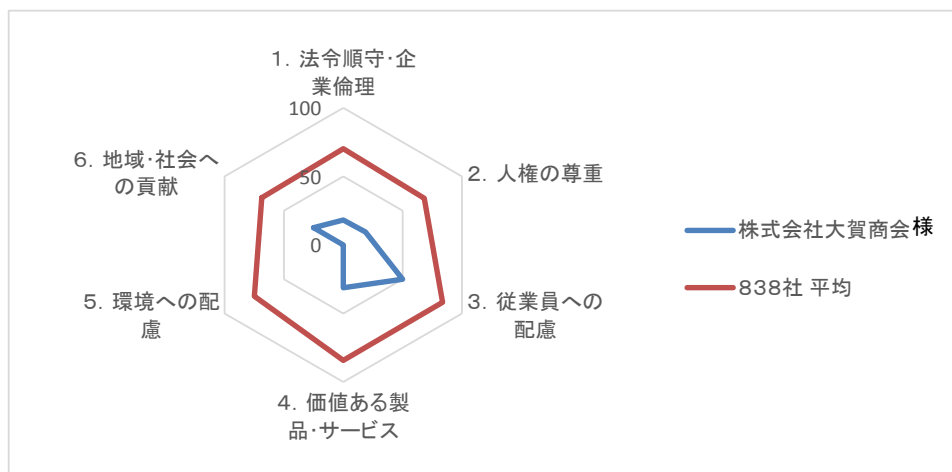 1. 法令順守･企
業倫理
100
50
0
2. 人権の尊重
3. 従業員への
配慮
4. 価値ある製
品･サービス
5. 環境への配
慮
6. 地域･社会へ
の貢献
株式会社大賀商会様
838社 平均